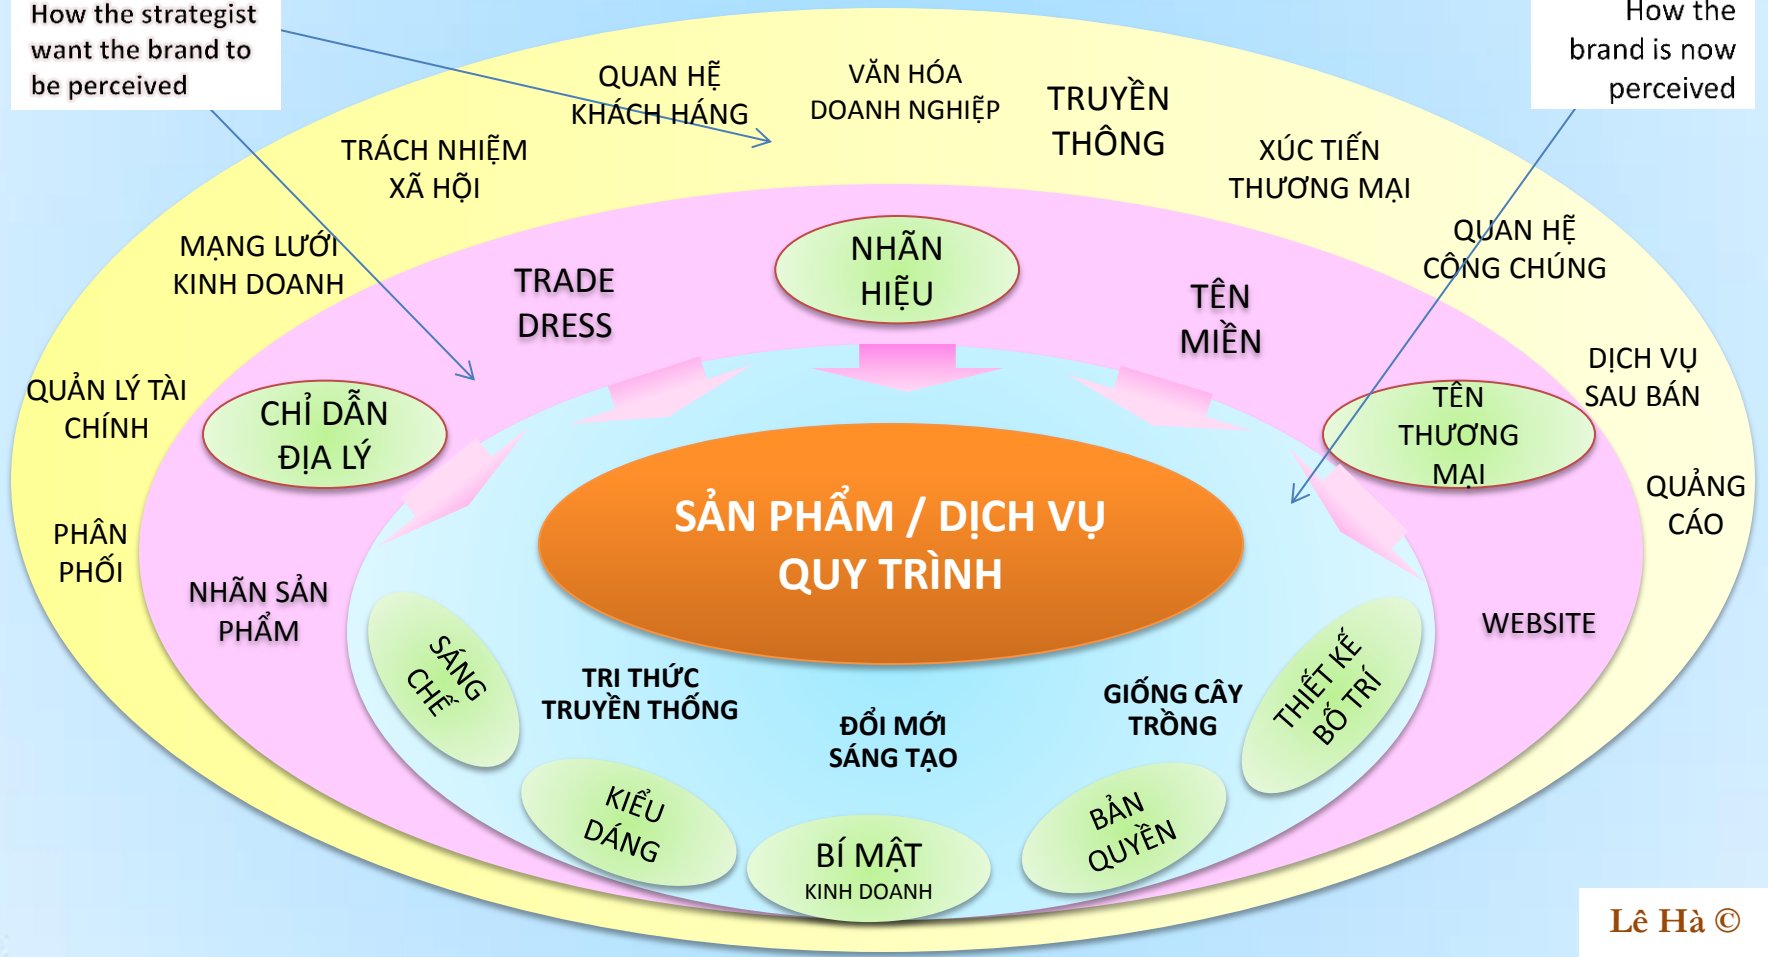 How the strategist
want the brand to
be perceived
How the
brand is now
perceived
QUAN HỆ
KHÁCH HÁNG
VĂN HÓA
DOANH NGHIỆP
TRUYỀN
THÔNG
TRÁCH NHIỆM
XÃ HỘI
XÚC TIẾN
THƯƠNG MẠI
MẠNG LƯỚI
KINH DOANH
QUAN HỆ
CÔNG CHÚNG
TRADE
DRESS
NHÃN
HIỆU
TÊN
MIỀN
QUẢN LÝ TÀI
CHÍNH
CHỈ DẪN
ĐỊA LÝ
TÊN
THƯƠNG
MẠI
DỊCH VỤ
SAU BÁN
QUẢNG
CÁO
PHÂN
PHỐI
SẢN PHẨM / DỊCH VỤ
QUY TRÌNH
NHÃN SẢN
PHẨM
WEBSITE
SÁNG
CHẾ
TRI THỨC
TRUYỀN THỐNG
ĐỔI MỚI
SÁNG TẠO
GIỐNG CÂY
TRỒNG
THIẾT KẾ
BỐ TRÍ
KIỂU
DÁNG
BÍ MẬT
KINH DOANH
BẢN
QUYỀN
Lê Hà ©